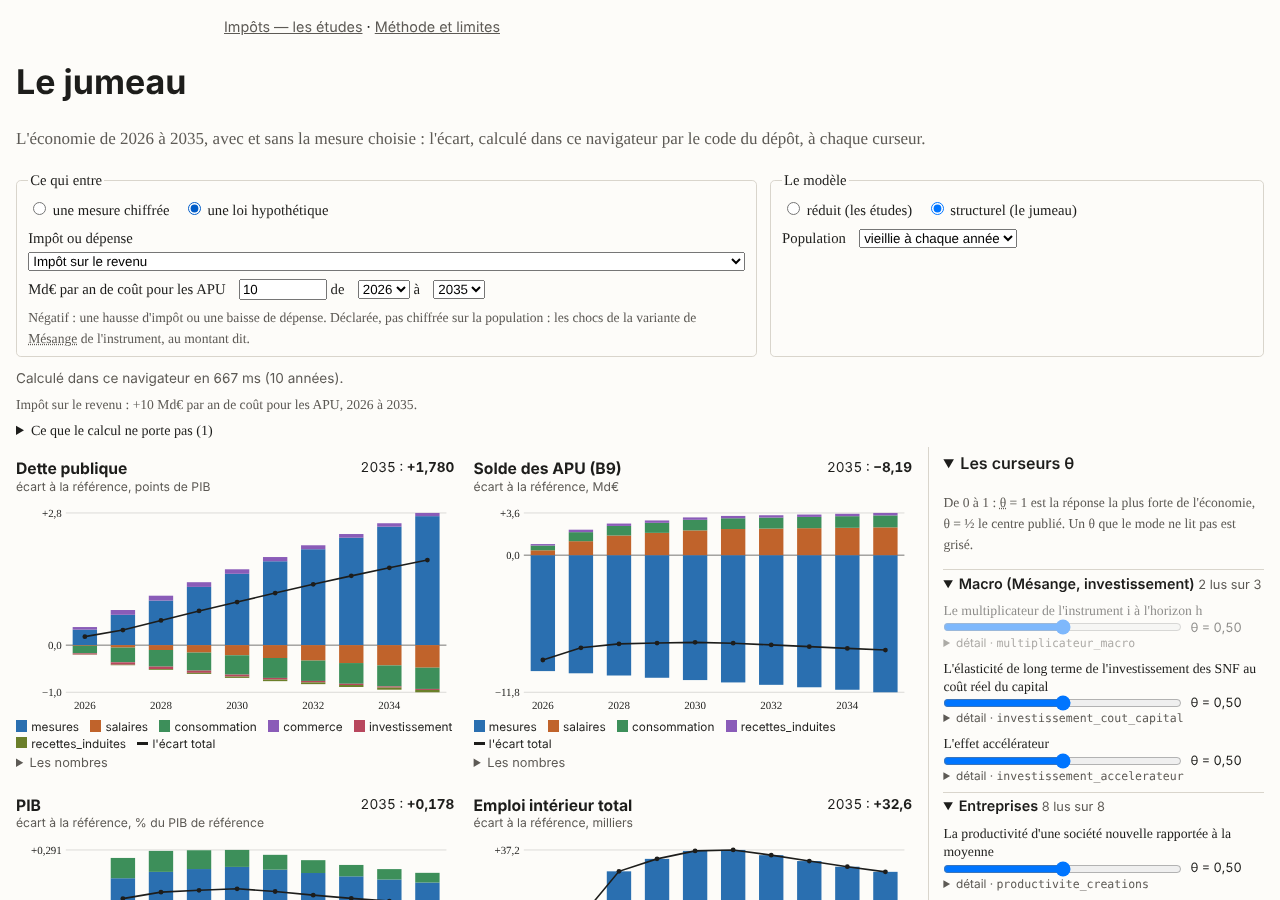 Impôts — les études · Méthode et limites
Le jumeau
L'économie de 2026 à 2035, avec et sans la mesure choisie : l'écart, calculé dans ce navigateur par le code du dépôt, à chaque curseur.
Ce qui entre
une mesure chiffrée une loi hypothétique
Impôt ou dépense
Impôt sur le revenu
Md€ par an de coût pour les APU 10 de 2026 à 2035
Négatif : une hausse d'impôt ou une baisse de dépense. Déclarée, pas chiffrée sur la population : les chocs de la variante de
Mésange de l'instrument, au montant dit.
Le modèle
réduit (les études) structurel (le jumeau)
Population vieillie à chaque année
Calculé dans ce navigateur en 667 ms (10 années).
Impôt sur le revenu : +10 Md€ par an de coût pour les APU, 2026 à 2035.
Ce que le calcul ne porte pas (1)
Dette publique 2035 : +1,780
écart à la référence, points de PIB
+2,8
0,0
−1,0
2026 2028 2030 2032 2034
mesures salaires consommation commerce investissement
recettes_induites l'écart total
Les nombres
Solde des APU (B9) 2035 : −8,19
écart à la référence, Md€
+3,6
0,0
−11,8
2026 2028 2030 2032 2034
mesures salaires consommation recettes_induites
l'écart total
Les nombres
PIB 2035 : +0,178
écart à la référence, % du PIB de référence
+0,291
Emploi intérieur total 2035 : +32,6
écart à la référence, milliers
+37,2
Les curseurs θ
De 0 à 1 : θ = 1 est la réponse la plus forte de l'économie,
θ = ½ le centre publié. Un θ que le mode ne lit pas est
grisé.
Macro (Mésange, investissement) 2 lus sur 3
Le multiplicateur de l'instrument i à l'horizon h
θ = 0,50
détail · multiplicateur_macro
L'élasticité de long terme de l'investissement des SNF au
coût réel du capital
θ = 0,50
détail · investissement_cout_capital
L'effet accélérateur
θ = 0,50
détail · investissement_accelerateur
Entreprises 8 lus sur 8
La productivité d'une société nouvelle rapportée à la
moyenne
θ = 0,50
détail · productivite_creations